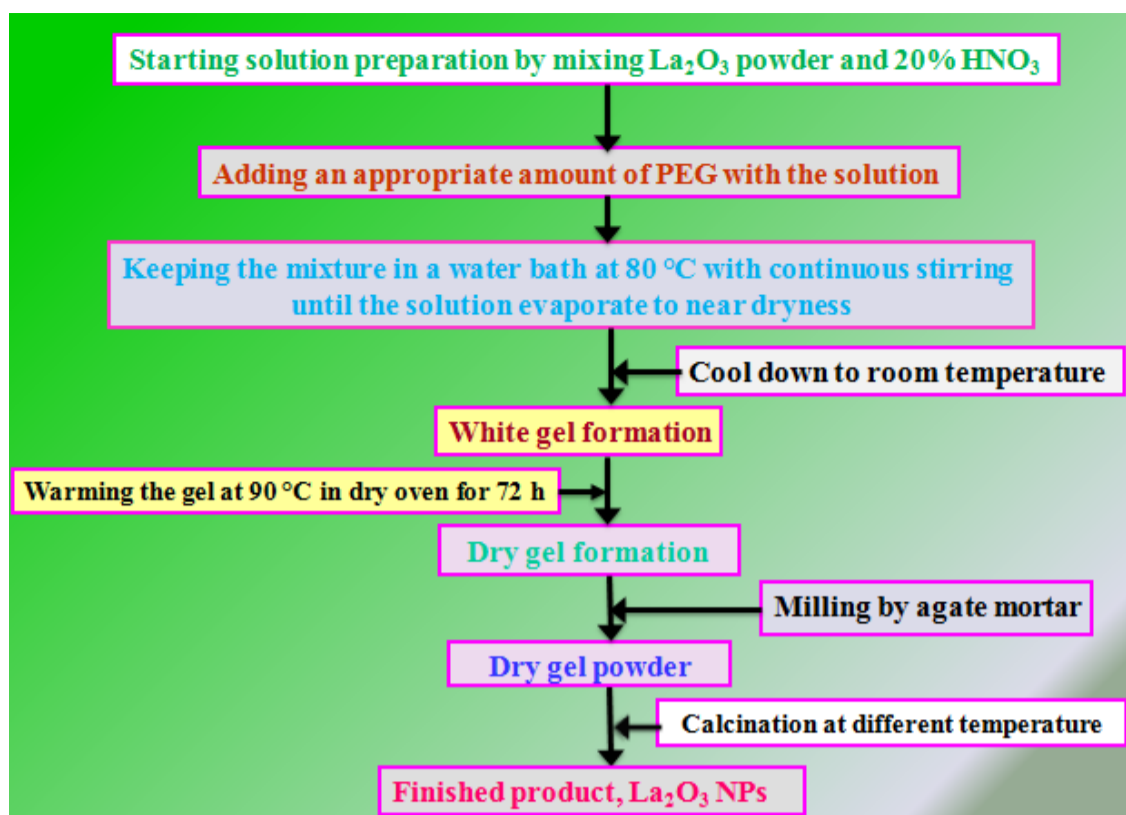 Starting solution preparation by mixing La₂O₃ powder and 20% HNO₃
Adding an appropriate amount of PEG with the solution
Keeping the mixture in a water bath at 80 °C with continuous stirring
until the solution evaporate to near dryness
Cool down to room temperature
White gel formation
Warming the gel at 90 °C in dry oven for 72 h
Dry gel formation
Milling by agate mortar
Dry gel powder
Calcination at different temperature
Finished product, La₂O₃ NPs